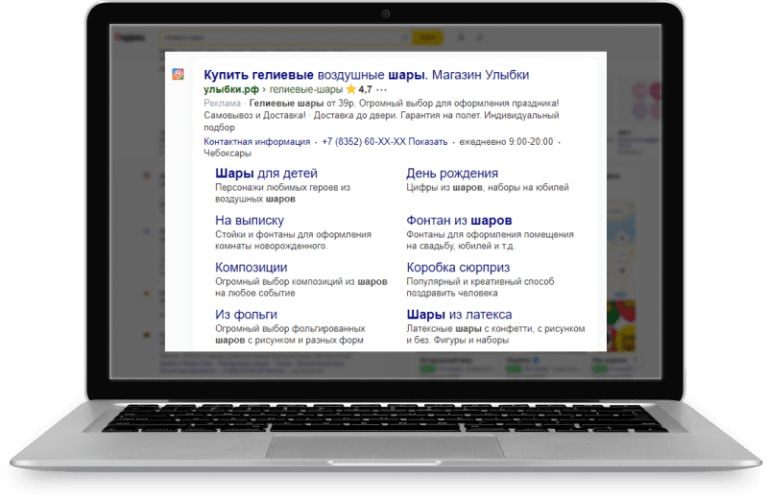 Яндекс
Купить гелиевые воздушные шары. Магазин Улыбки
улыбки.рф › гелиевые-шары ⭐ 4,7 •••
Реклама · Гелиевые шары от 39р. Огромный выбор для оформления праздника!
Самовывоз и Доставка! · Доставка до двери. Гарантия на полет. Индивидуальный
подбор
Контактная информация · +7 (8352) 60-XX-XX Показать · ежедневно 9:00-20:00 ·
Чебоксары
Шары для детей
Персонажи любимых героев из
воздушных шаров
День рождения
Цифры из шаров, наборы на юбилей
На выписку
Стойки и фонтаны для оформления
комнаты новорожденного.
Фонтан из шаров
Фонтаны для оформления помещения
на свадьбу, юбилей и т.д.
Композиции
Огромный выбор композиций из шаров
на любое событие
Коробка сюрприз
Популярный и креативный способ
поздравить человека
Из фольги
Огромный выбор фольгированных
шаров с рисунком и разных форм
Шары из латекса
Латексные шары с конфетти, с рисунком
и без. Фигуры и наборы